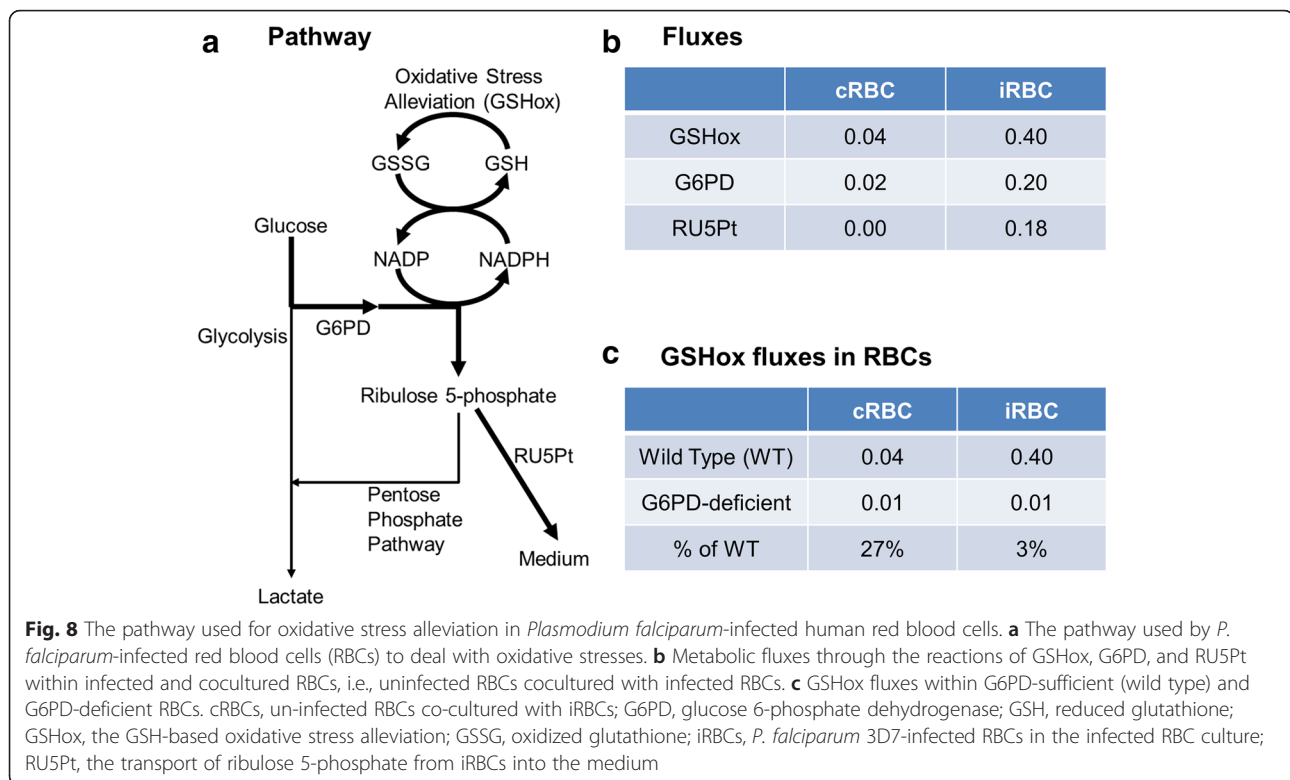 a Pathway
Oxidative Stress
Alleviation (GSHox)
GSSG GSH
Glucose
NADP NADPH
G6PD
Glycolysis
Ribulose 5-phosphate
RU5Pt
Pentose
Phosphate
Pathway
Medium
Lactate
b Fluxes
cRBC iRBC
GSHox 0.04 0.40
G6PD 0.02 0.20
RU5Pt 0.00 0.18
c GSHox fluxes in RBCs
cRBC iRBC
Wild Type (WT) 0.04 0.40
G6PD-deficient 0.01 0.01
% of WT 27% 3%
Fig. 8 The pathway used for oxidative stress alleviation in Plasmodium falciparum-infected human red blood cells. a The pathway used by P.
falciparum-infected red blood cells (RBCs) to deal with oxidative stresses. b Metabolic fluxes through the reactions of GSHox, G6PD, and RU5Pt
within infected and cocultured RBCs, i.e., uninfected RBCs cocultured with infected RBCs. c GSHox fluxes within G6PD-sufficient (wild type) and
G6PD-deficient RBCs. cRBCs, un-infected RBCs co-cultured with iRBCs; G6PD, glucose 6-phosphate dehydrogenase; GSH, reduced glutathione;
GSHox, the GSH-based oxidative stress alleviation; GSSG, oxidized glutathione; iRBCs, P. falciparum 3D7-infected RBCs in the infected RBC culture;
RU5Pt, the transport of ribulose 5-phosphate from iRBCs into the medium